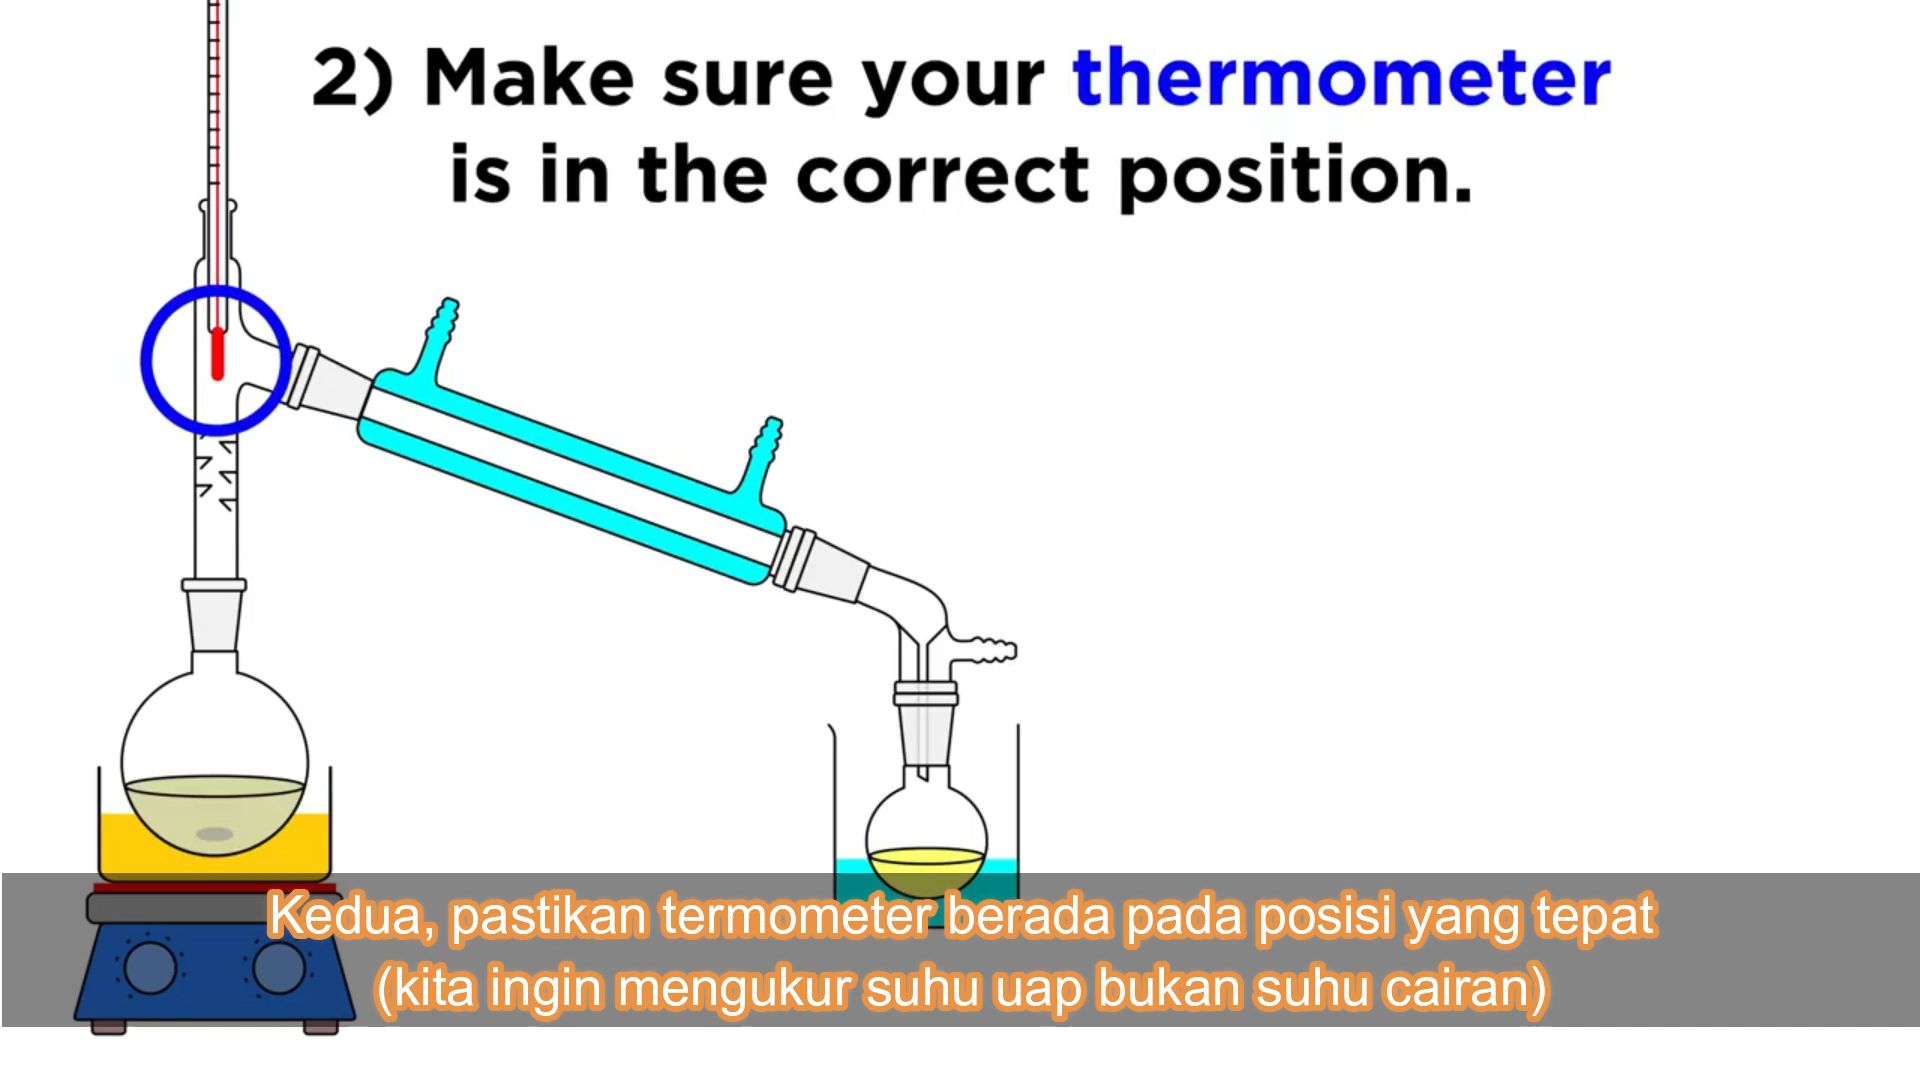 2) Make sure your thermometer
is in the correct position.
Kedua, pastikan termometer berada pada posisi yang tepat
(kita ingin mengukur suhu uap bukan suhu cairan)